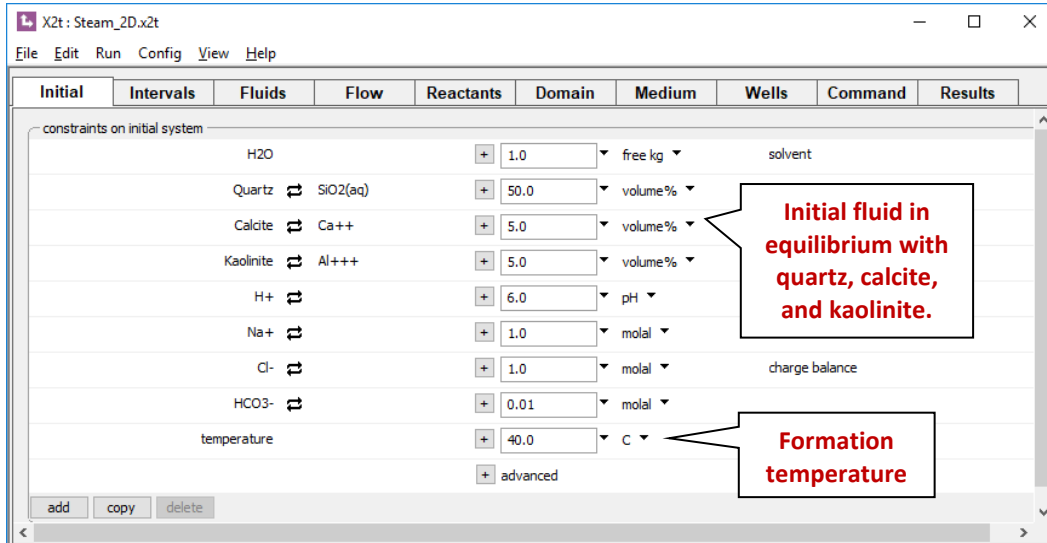 X2t : Steam_2D.x2t
File Edit Run Config View Help
Initial Intervals Fluids Flow Reactants Domain Medium Wells Command Results
constraints on initial system
H2O + 1.0 free kg solvent
Quartz SiO2(aq) + 50.0 volume%
Calcite Ca++ + 5.0 volume%
Kaolinite Al+++ + 5.0 volume%
Initial fluid in
equilibrium with
quartz, calcite,
and kaolinite.
H+ + 6.0 pH
Na+ + 1.0 molal
Cl- + 1.0 molal charge balance
HCO3- + 0.01 molal
temperature + 40.0 C
Formation
temperature
+ advanced
add copy delete